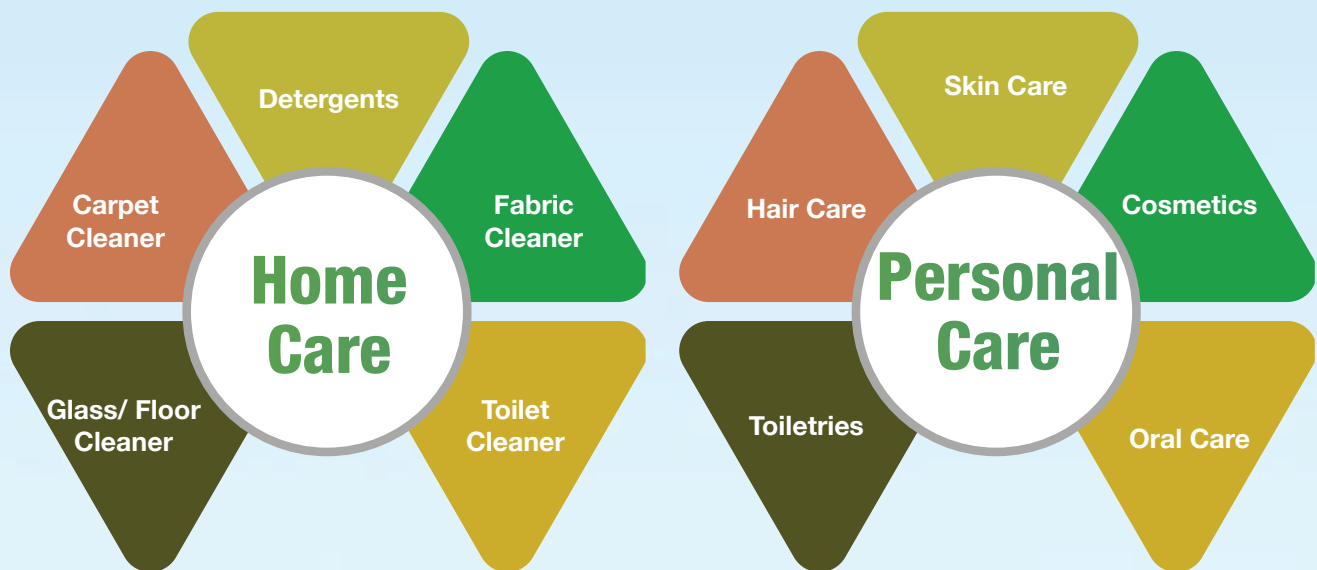 Detergents
Carpet
Cleaner
Fabric
Cleaner
Home
Care
Glass/ Floor
Cleaner
Toilet
Cleaner
Skin Care
Hair Care
Cosmetics
Personal
Care
Toiletries
Oral Care